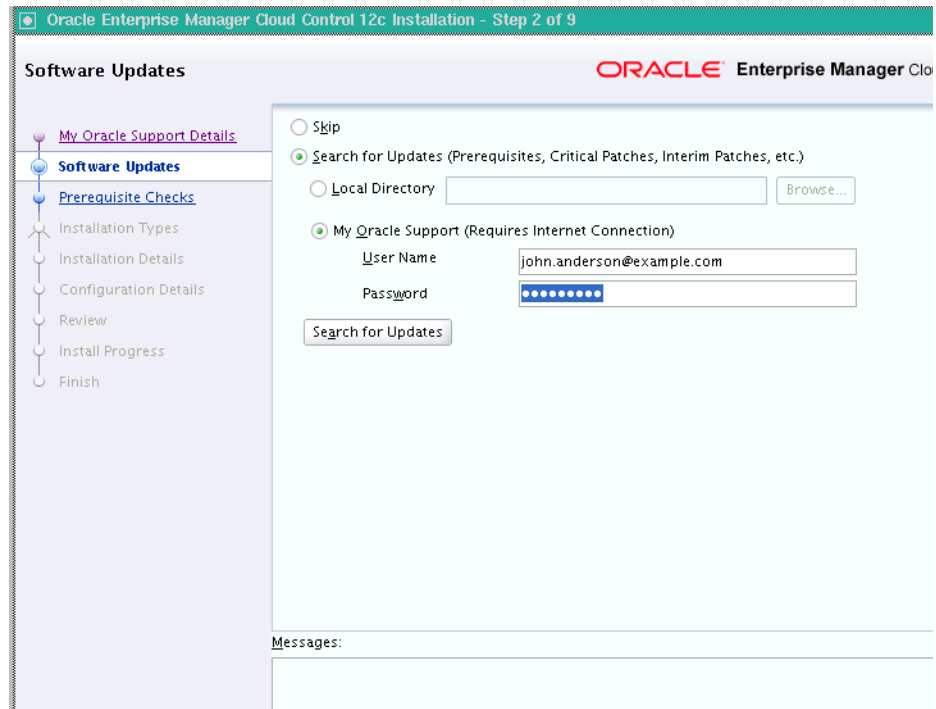 Oracle Enterprise Manager Cloud Control 12c Installation - Step 2 of 9
Software Updates
ORACLE Enterprise Manager Clo
My Oracle Support Details
Software Updates
Prerequisite Checks
Installation Types
Installation Details
Configuration Details
Review
Install Progress
Finish
Skip
Search for Updates (Prerequisites, Critical Patches, Interim Patches, etc.)
Local Directory
Browse...
My Oracle Support (Requires Internet Connection)
User Name
john.anderson@example.com
Password
Search for Updates
Messages: